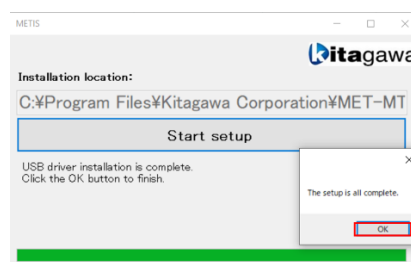 METIS
Kitagawa
Installation location:
C:¥Program Files¥Kitagawa Corporation¥MET-MT
Start setup
USB driver installation is complete.
Click the OK button to finish.
The setup is all complete.
OK